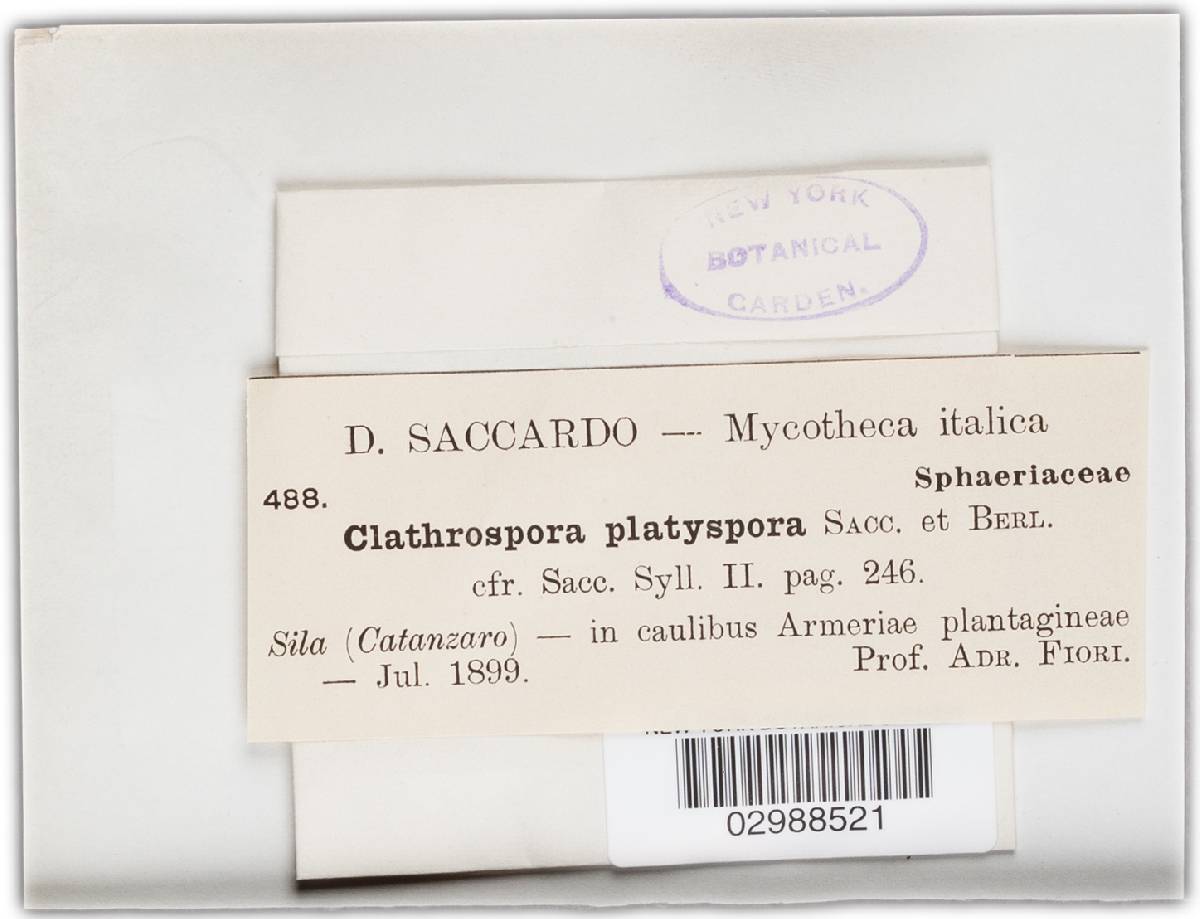 NEW YORK
BOTANICAL
GARDEN.
D. SACCARDO — Mycotheca italica
Sphaeriaceae
488.
Clathrospora platyspora SACC. et BERL.
cfr. Sacc. Syll. II. pag. 246.
Sila (Catanzaro) — in caulibus Armeriae plantagineae
— Jul. 1899. Prof. ADR. FIORI.
02988521